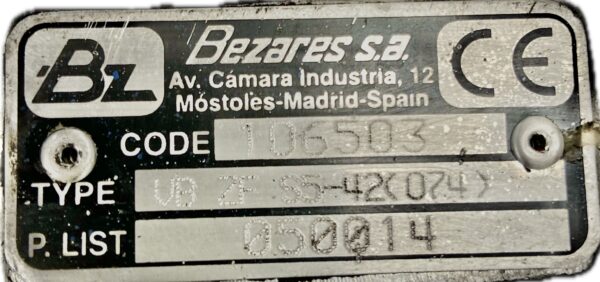 Bz
Bezares s.a.
CE
Av. Cámara Industria, 12
Móstoles-Madrid-Spain
CODE 106503
TYPE VB ZF S5-42(074)
P. LIST 050014